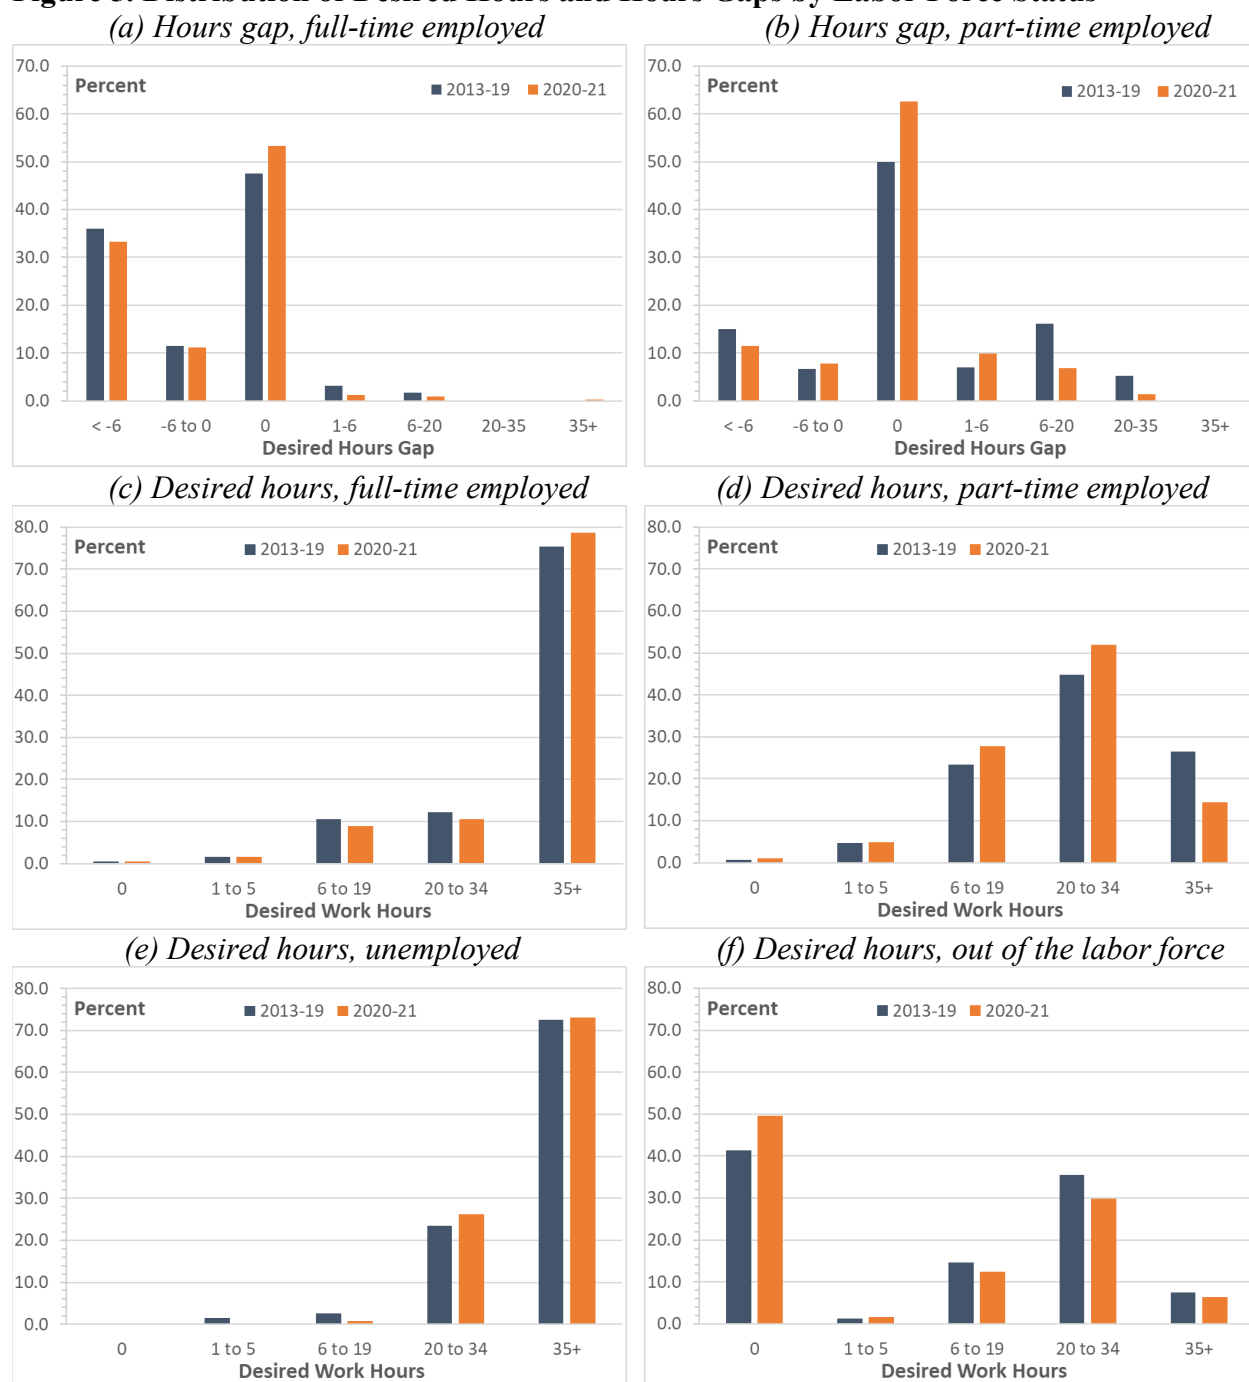 (a) Hours gap, full-time employed
70.0
Percent
2013-19 2020-21
60.0
50.0
40.0
30.0
20.0
10.0
0.0
< -6 -6 to 0 0 1-6 6-20 20-35 35+
Desired Hours Gap
(b) Hours gap, part-time employed
70.0
Percent
2013-19 2020-21
60.0
50.0
40.0
30.0
20.0
10.0
0.0
< -6 -6 to 0 0 1-6 6-20 20-35 35+
Desired Hours Gap
(c) Desired hours, full-time employed
80.0
Percent
2013-19 2020-21
70.0
60.0
50.0
40.0
30.0
20.0
10.0
0.0
0 1 to 5 6 to 19 20 to 34 35+
Desired Work Hours
(d) Desired hours, part-time employed
80.0
Percent
2013-19 2020-21
70.0
60.0
50.0
40.0
30.0
20.0
10.0
0.0
0 1 to 5 6 to 19 20 to 34 35+
Desired Work Hours
(e) Desired hours, unemployed
80.0
Percent
2013-19 2020-21
70.0
60.0
50.0
40.0
30.0
20.0
10.0
0.0
0 1 to 5 6 to 19 20 to 34 35+
Desired Work Hours
(f) Desired hours, out of the labor force
80.0
Percent
2013-19 2020-21
70.0
60.0
50.0
40.0
30.0
20.0
10.0
0.0
0 1 to 5 6 to 19 20 to 34 35+
Desired Work Hours